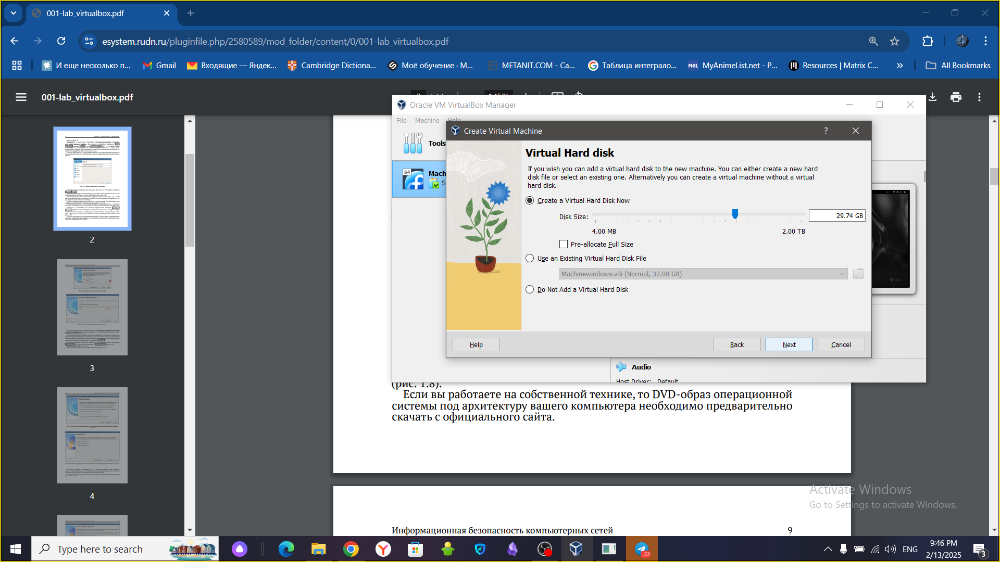 001-lab_virtualbox.pdf
esystem.rudn.ru/pluginfile.php/2580589/mod_folder/content/0/001-lab_virtualbox.pdf
И еще несколько п...
Gmail
Входящие — Яндек...
Cambridge Dictiona...
Моё обучение · М...
METANIT.COM - Са...
Таблица интеграло...
MAL MyAnimeList.net - P...
Resources | Matrix C...
All Bookmarks
001-lab_virtualbox.pdf
Oracle VM VirtualBox Manager
File Machine Help
Tools
64
Mach
S
Create Virtual Machine
?
Virtual Hard disk
If you wish you can add a virtual hard disk to the new machine. You can either create a new hard
disk file or select an existing one. Alternatively you can create a virtual machine without a virtual
hard disk.
Create a Virtual Hard Disk Now
Disk Size:
29.74 GB
4.00 MB
2.00 TB
Pre-allocate Full Size
Use an Existing Virtual Hard Disk File
Machinewindows.vdi (Normal, 32.08 GB)
Do Not Add a Virtual Hard Disk
Help
Back
Next
Cancel
Audio
Host Driver: Default
(рис. 1.8).
Если вы работаете на собственной технике, то DVD-образ операционной
системы под архитектуру вашего компьютера необходимо предварительно
скачать с официального сайта.
Информационная безопасность компьютерных сетей
9
2
3
4
Activate Windows
Go to Settings to activate Windows.
Type here to search
..22
ENG
9:46 PM
2/13/2025
3